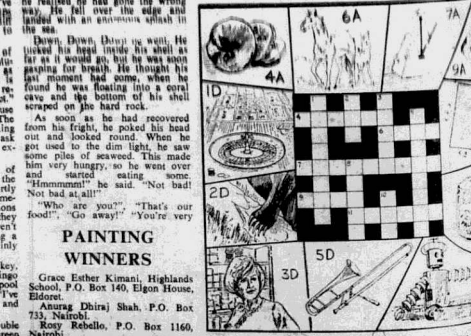 he realised he had gone the wrong
way. He fell over the edge and
landed with an enormous splash in
the sea.
Down, Down, Down he went. He
tucked his head inside his shell as
far as it would go, but he was soon
gasping for breath. He thought his
last moment had come, when he
found he was floating into a coral
cave and the bottom of his shell
scraped on the hard rock.
As soon as he had recovered
from his fright, he poked his head
out and looked round. When he
got used to the dim light, he saw
some piles of seaweed. This made
him very hungry, so he went over
and started eating some.
"Hmmmmm!" he said. "Not bad!
Not bad at all!"
"Who are you?", "That's our
food!", "Go away!" "You're very
PAINTING
WINNERS
Grace Esther Kimani, Highlands
School, P.O. Box 140, Elgon House,
Eldoret.
Anurag Dhiraj Shah, P.O. Box
733, Nairobi.
Rosy Rebello, P.O. Box 1160,
Nairobi.
4A
6A
7A
9A
1D
2D
3D
5D